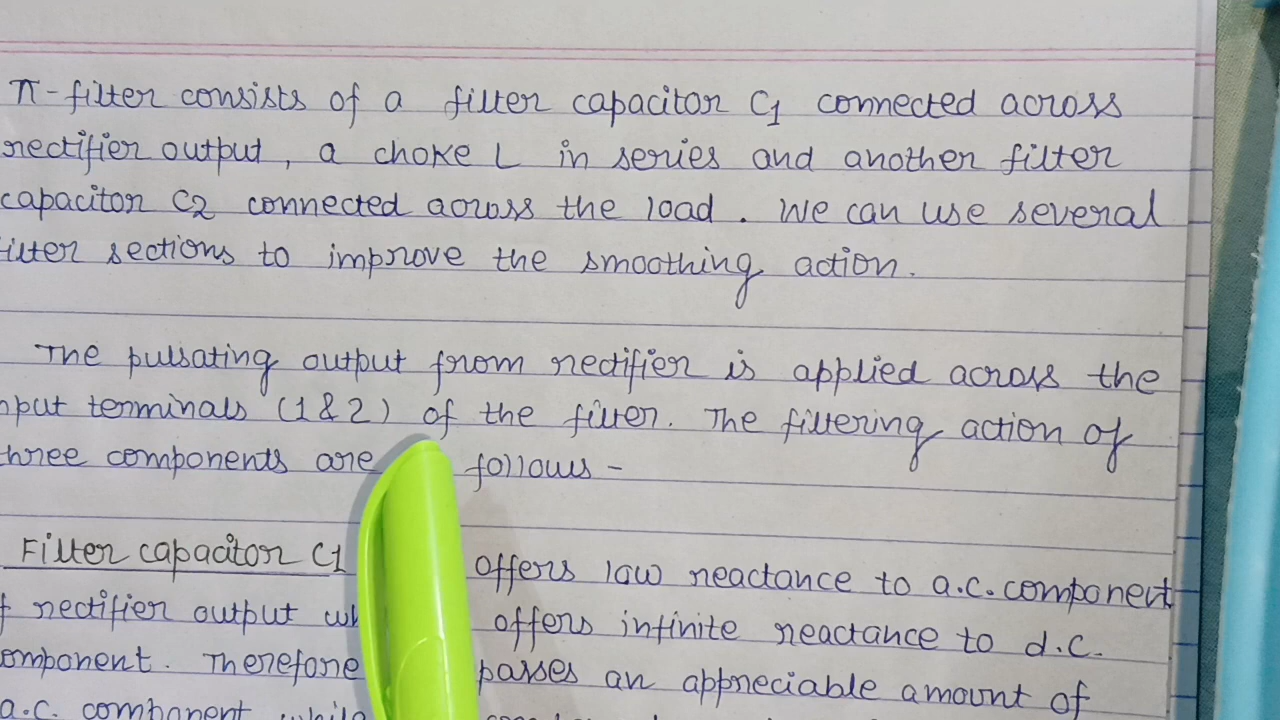 π-filter consists of a filter capacitor C1 connected across
rectifier output, a choke L in series and another filter
capacitor C2 connected across the load. We can use several
filter sections to improve the smoothing action.
The pulsating output from rectifier is applied across the
input terminals (1 & 2) of the filter. The filtering action of
three components are follows -
Filter capacitor C1 offers low reactance to a.c. component
rectifier output offers infinite reactance to d.c.
component. Therefore passes an appreciable amount of
a.c. component while